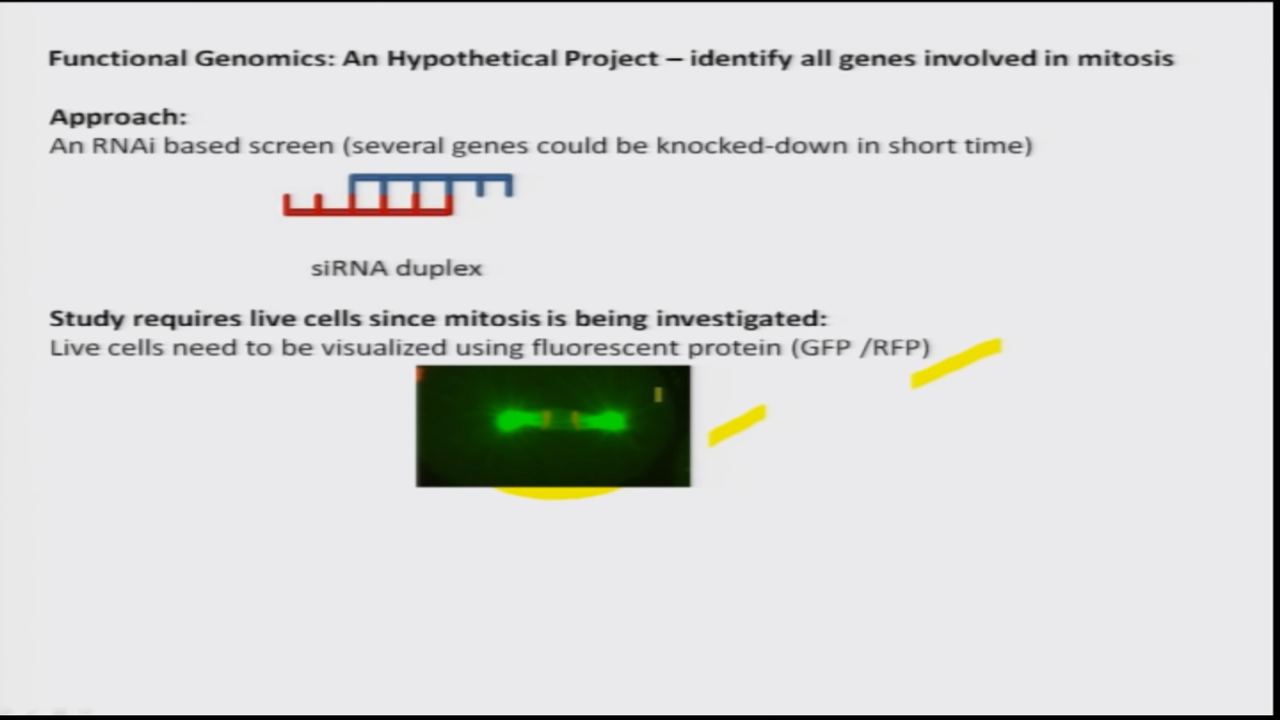 Functional Genomics: An Hypothetical Project – identify all genes involved in mitosis
Approach:
An RNAi based screen (several genes could be knocked-down in short time)
siRNA duplex
Study requires live cells since mitosis is being investigated:
Live cells need to be visualized using fluorescent protein (GFP /RFP)